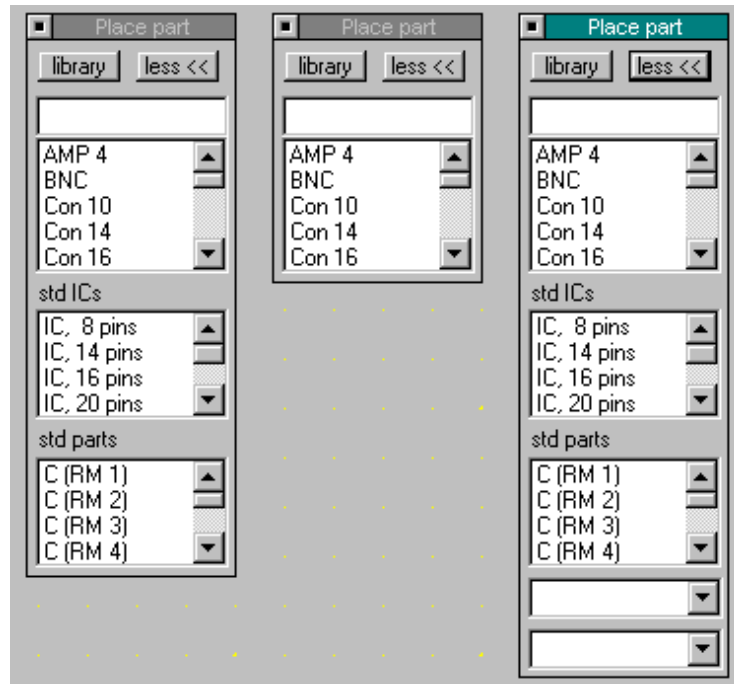 Place part
library less <<
AMP 4
BNC
Con 10
Con 14
Con 16
std ICs
IC, 8 pins
IC, 14 pins
IC, 16 pins
IC, 20 pins
std parts
C (RM 1)
C (RM 2)
C (RM 3)
C (RM 4)
Place part
library less <<
AMP 4
BNC
Con 10
Con 14
Con 16
Place part
library less <<
AMP 4
BNC
Con 10
Con 14
Con 16
std ICs
IC, 8 pins
IC, 14 pins
IC, 16 pins
IC, 20 pins
std parts
C (RM 1)
C (RM 2)
C (RM 3)
C (RM 4)